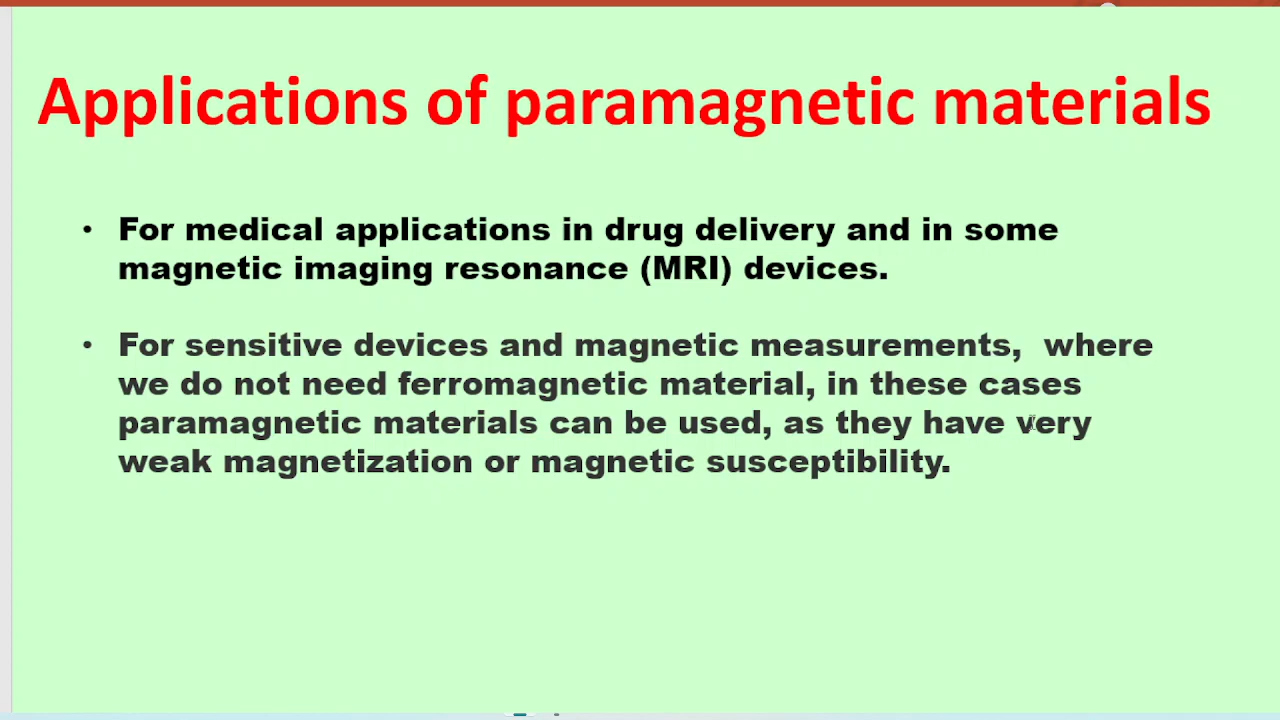 Applications of paramagnetic materials
• For medical applications in drug delivery and in some
magnetic imaging resonance (MRI) devices.
• For sensitive devices and magnetic measurements,  where
we do not need ferromagnetic material, in these cases
paramagnetic materials can be used, as they have very
weak magnetization or magnetic susceptibility.